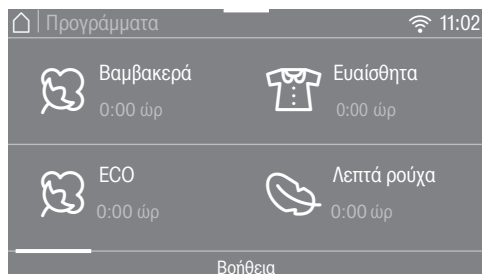 Προγράμματα 11:02
Βαμβακερά
0:00 ώρ
Ευαίσθητα
0:00 ώρ
ECO
0:00 ώρ
Λεπτά ρούχα
0:00 ώρ
Βοήθεια